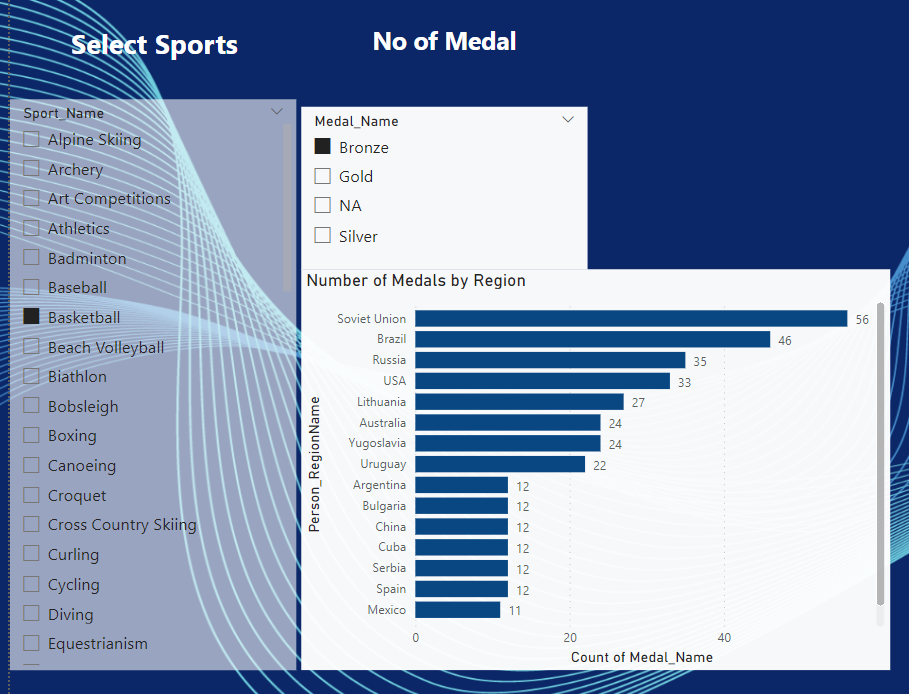 Select Sports
No of Medal
Sport_Name
Alpine Skiing
Archery
Art Competitions
Athletics
Badminton
Baseball
Basketball
Beach Volleyball
Biathlon
Bobsleigh
Boxing
Canoeing
Croquet
Cross Country Skiing
Curling
Cycling
Diving
Equestrianism
Medal_Name
Bronze
Gold
NA
Silver
Number of Medals by Region
Person_RegionName
Soviet Union 56
Brazil 46
Russia 35
USA 33
Lithuania 27
Australia 24
Yugoslavia 24
Uruguay 22
Argentina 12
Bulgaria 12
China 12
Cuba 12
Serbia 12
Spain 12
Mexico 11
0 20 40
Count of Medal_Name